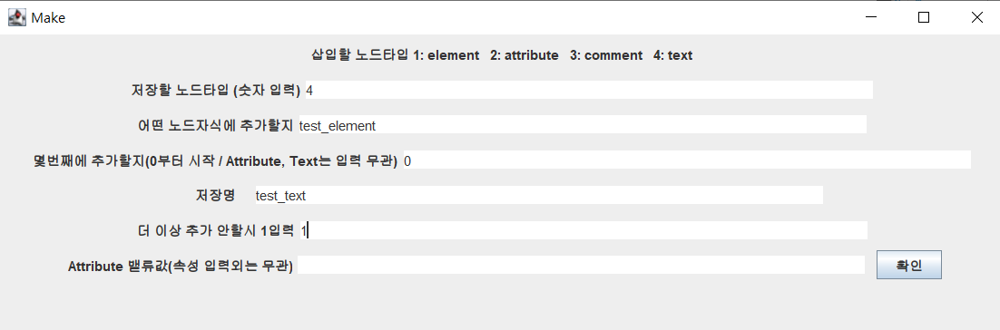 Make
삽입할 노드타입 1: element 2: attribute 3: comment 4: text
저장할 노드타입 (숫자 입력) 4
어떤 노드자식에 추가할지 test_element
몇번째에 추가할지(0부터 시작 / Attribute, Text는 입력 무관) 0
저장명 test_text
더 이상 추가 안할시 1입력 1
Attribute 밸류값(속성 입력외는 무관) 확인